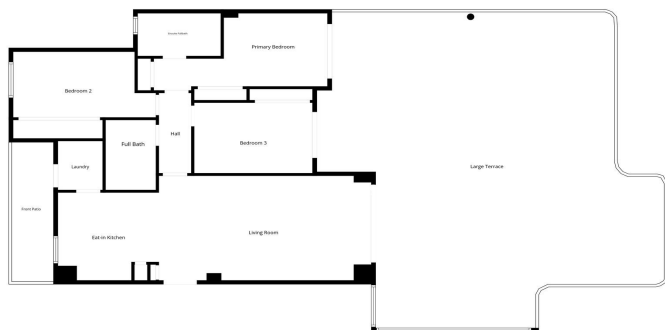 Primary Bedroom
Bedroom 2
Hall
Full Bath
Bedroom 3
Laundry
Large Terrace
Front Patio
Living Room
Eat-in Kitchen